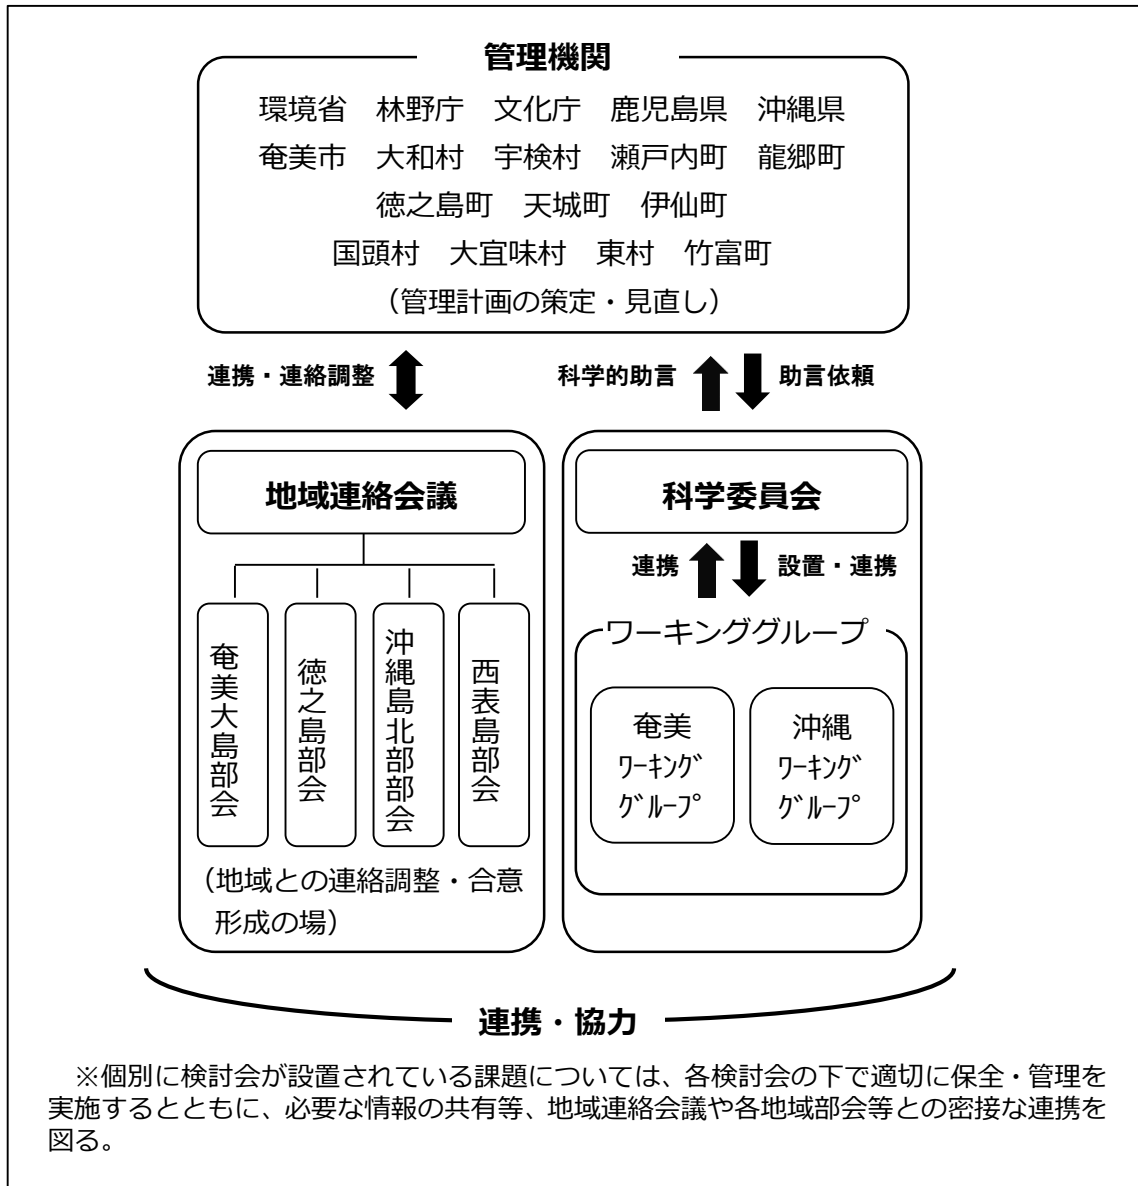 管理機関
環境省　林野庁　文化庁　鹿児島県　沖縄県
奄美市　大和村　宇検村　瀬戸内町　龍郷町
徳之島町　天城町　伊仙町
国頭村　大宜味村　東村　竹富町
（管理計画の策定・見直し）
連携・連絡調整
科学的助言
助言依頼
地域連絡会議
奄美大島部会
徳之島部会
沖縄島北部部会
西表島部会
（地域との連絡調整・合意
形成の場）
科学委員会
連携
設置・連携
ワーキンググループ
奄美
ﾜｰｷﾝｸﾞ
ｸﾞﾙｰﾌﾟ
沖縄
ﾜｰｷﾝｸﾞ
ｸﾞﾙｰﾌﾟ
連携・協力
※個別に検討会が設置されている課題については、各検討会の下で適切に保全・管理を
実施するとともに、必要な情報の共有等、地域連絡会議や各地域部会等との密接な連携を
図る。